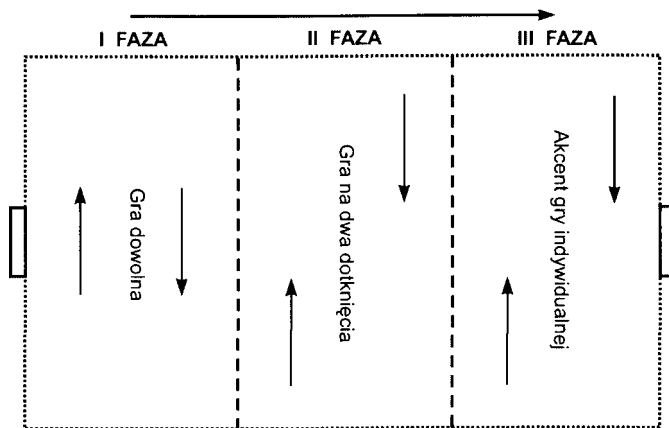 I FAZA
II FAZA
III FAZA
Gra dowolna
Gra na dwa dotknięcia
Akcent gry indywidualnej